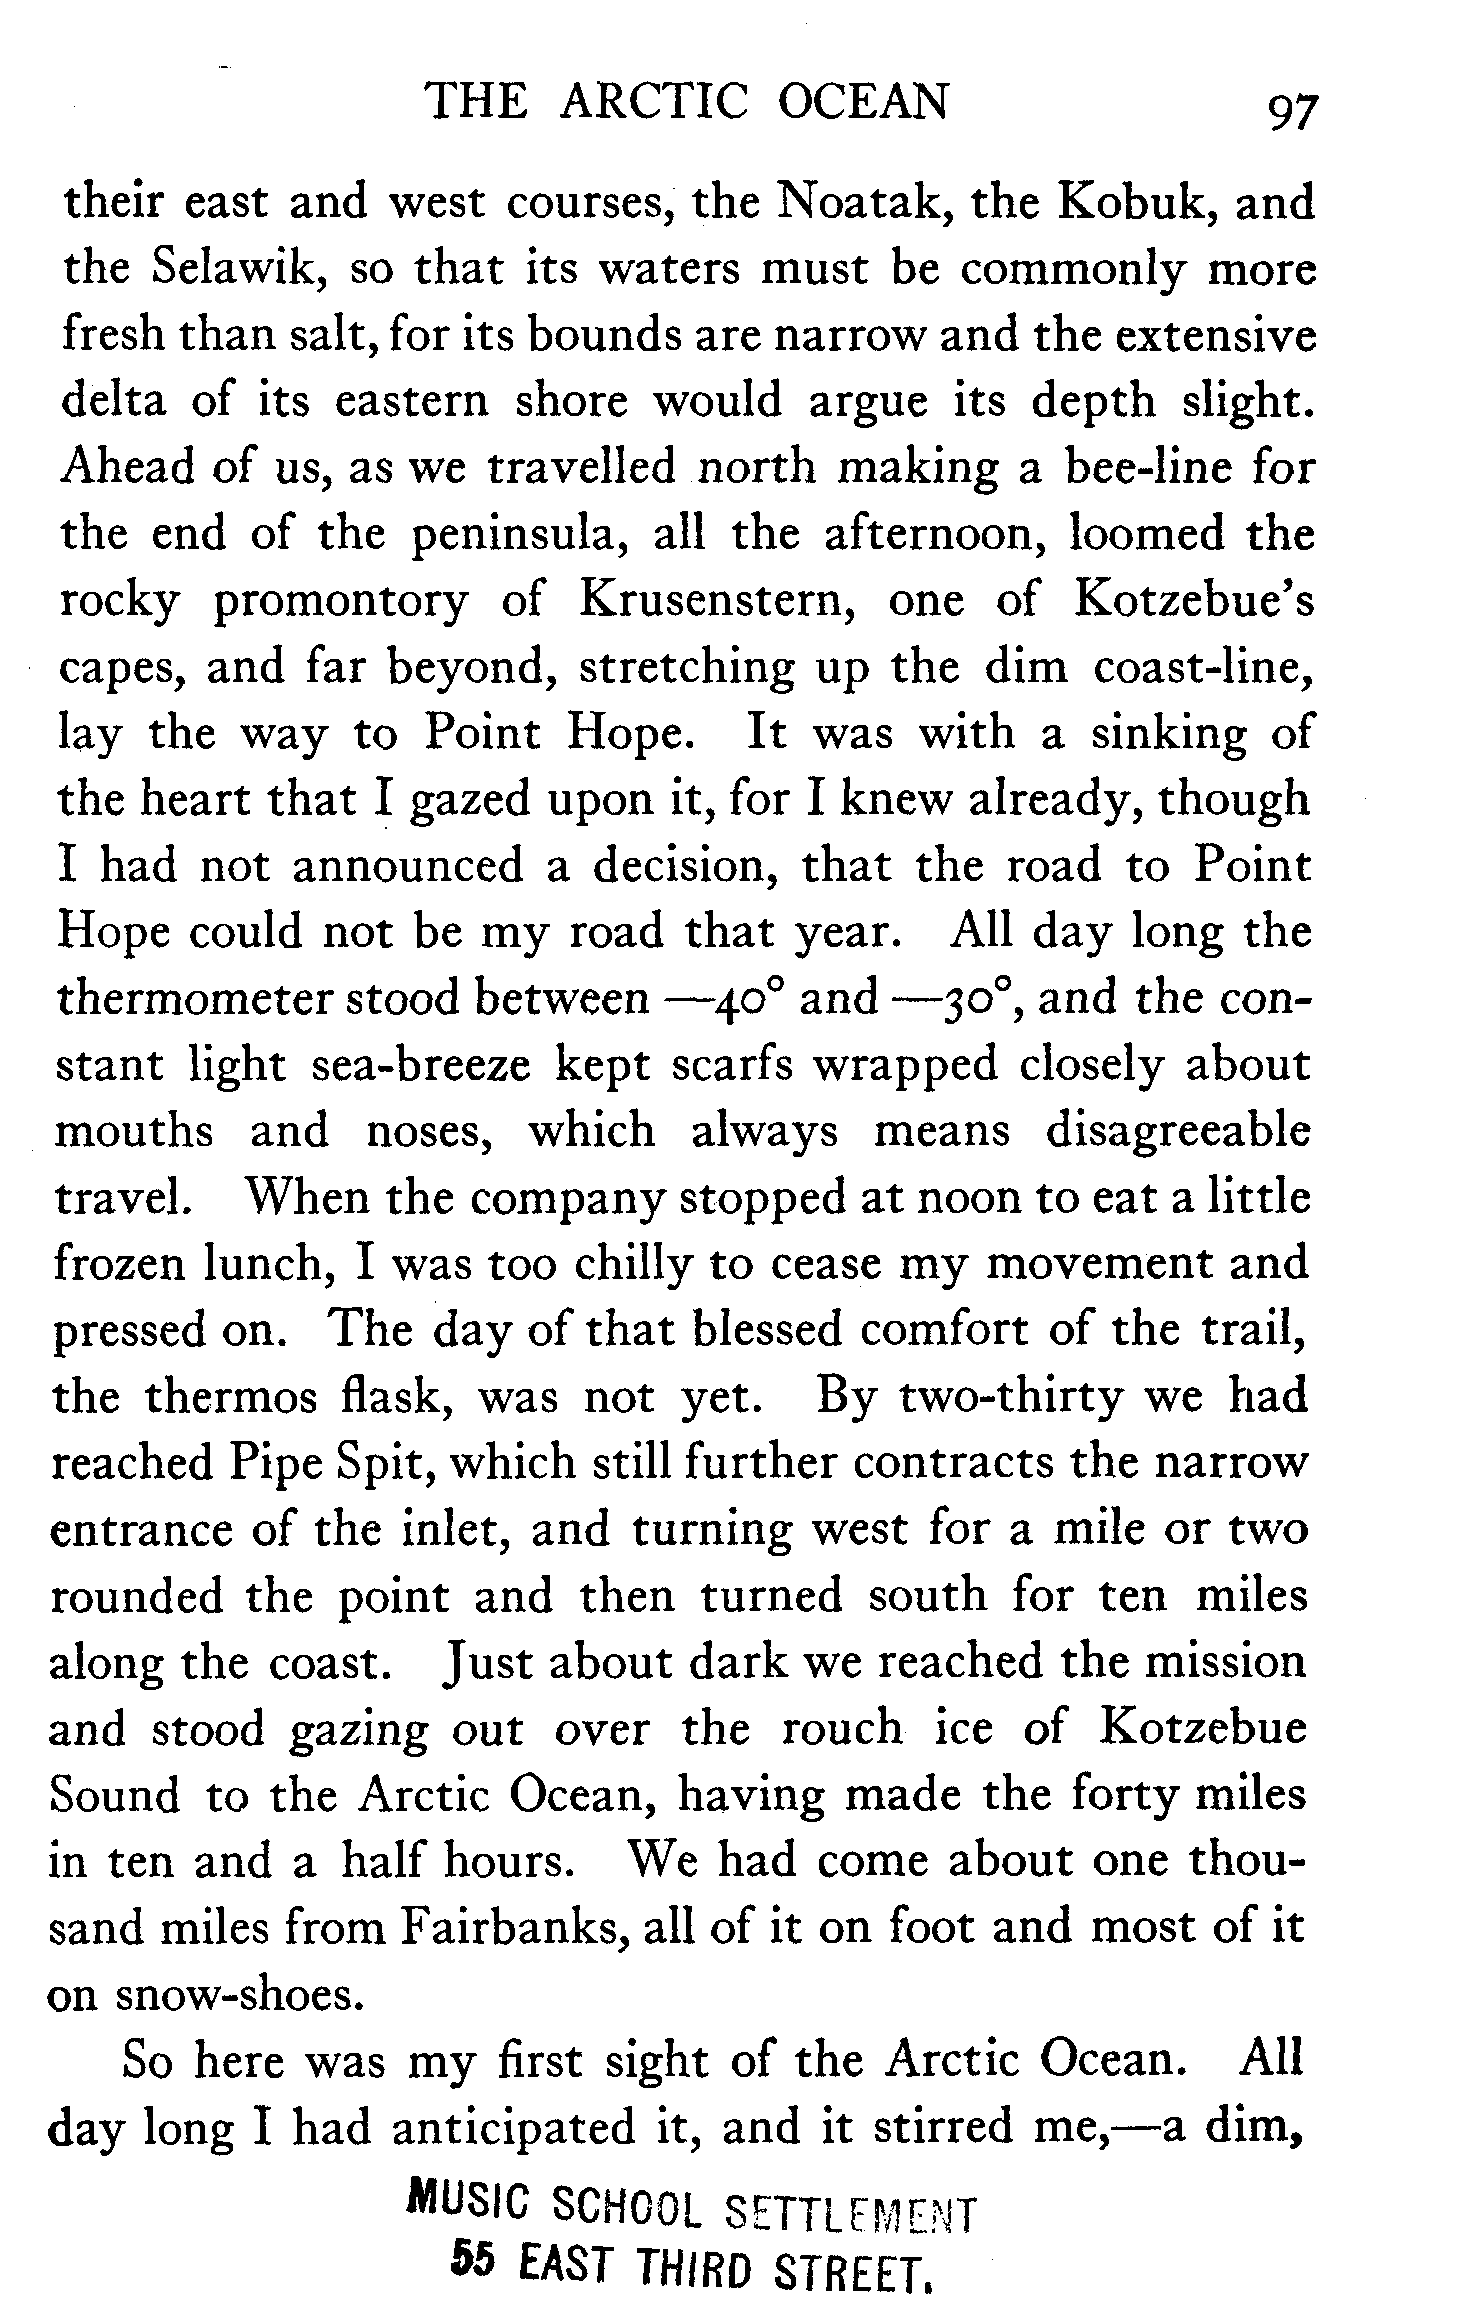 THE ARCTIC OCEAN 97
their east and west courses, the Noatak, the Kobuk, and
the Selawik, so that its waters must be commonly more
fresh than salt, for its bounds are narrow and the extensive
delta of its eastern shore would argue its depth slight.
Ahead of us, as we travelled north making a bee-line for
the end of the peninsula, all the afternoon, loomed the
rocky promontory of Krusenstern, one of Kotzebue's
capes, and far beyond, stretching up the dim coast-line,
lay the way to Point Hope. It was with a sinking of
the heart that I gazed upon it, for I knew already, though
I had not announced a decision, that the road to Point
Hope could not be my road that year. All day long the
thermometer stood between —40° and —30°, and the con-
stant light sea-breeze kept scarfs wrapped closely about
mouths and noses, which always means disagreeable
travel. When the company stopped at noon to eat a little
frozen lunch, I was too chilly to cease my movement and
pressed on. The day of that blessed comfort of the trail,
the thermos flask, was not yet. By two-thirty we had
reached Pipe Spit, which still further contracts the narrow
entrance of the inlet, and turning west for a mile or two
rounded the point and then turned south for ten miles
along the coast. Just about dark we reached the mission
and stood gazing out over the rouch ice of Kotzebue
Sound to the Arctic Ocean, having made the forty miles
in ten and a half hours. We had come about one thou-
sand miles from Fairbanks, all of it on foot and most of it
on snow-shoes.
So here was my first sight of the Arctic Ocean. All
day long I had anticipated it, and it stirred me,—a dim,
MUSIC SCHOOL SETTLEMENT
55 EAST THIRD STREET.